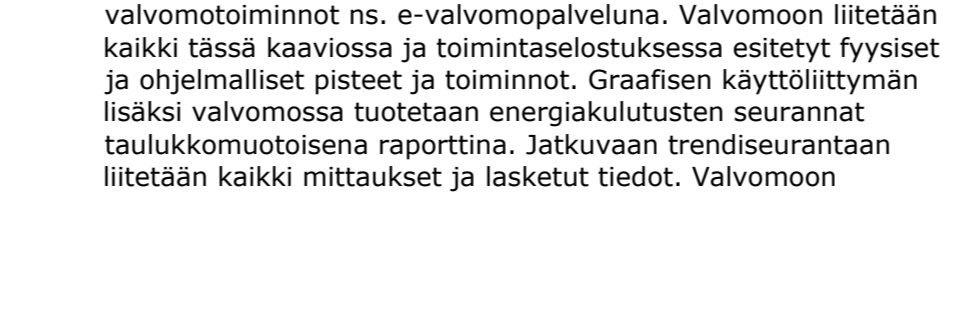 valvomotoiminnot ns. e-valvomopalveluna. Valvomoon liitetään
kaikki tässä kaaviossa ja toimintaselostuksessa esitetyt fyysiset
ja ohjelmalliset pisteet ja toiminnot. Graafisen käyttöliittymän
lisäksi valvomossa tuotetaan energiakulutusten seurannat
taulukkomuotoisena raporttina. Jatkuvaan trendiseurantaan
liitetään kaikki mittaukset ja lasketut tiedot. Valvomoon